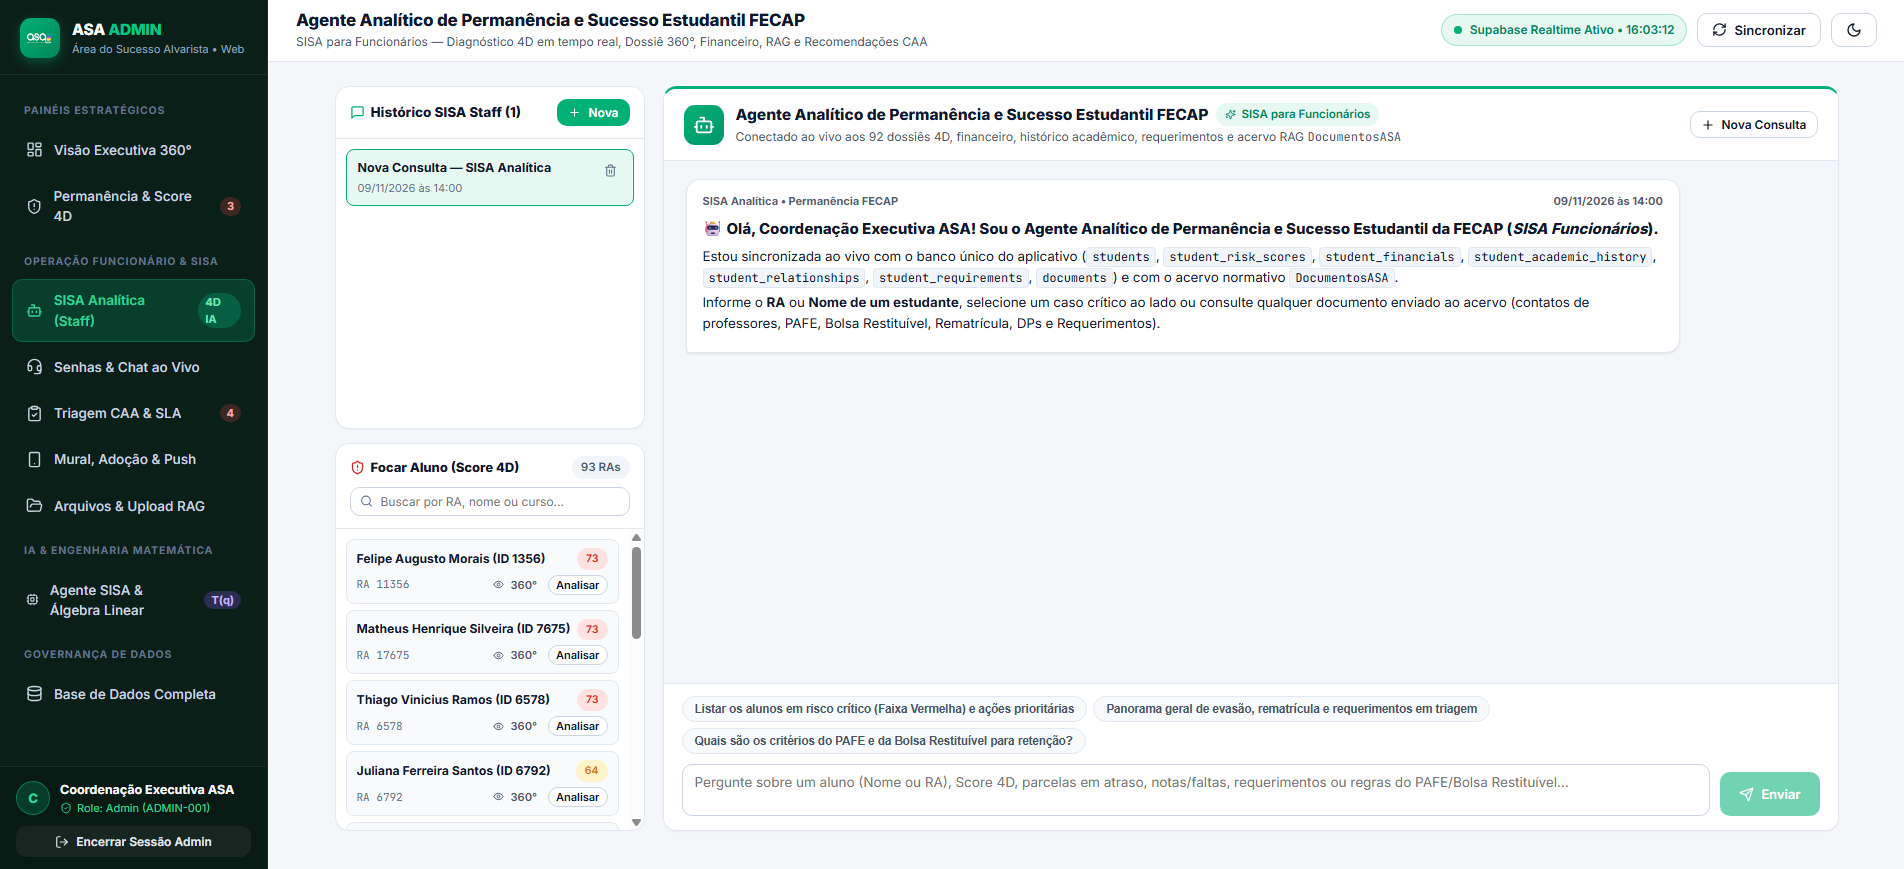 asa
ASA ADMIN
Área do Sucesso Alvarista • Web
PAINÉIS ESTRATÉGICOS
Visão Executiva 360°
Permanência & Score
4D
3
OPERAÇÃO FUNCIONÁRIO & SISA
SISA Analítica
(Staff)
4D
IA
Senhas & Chat ao Vivo
Triagem CAA & SLA
4
Mural, Adoção & Push
Arquivos & Upload RAG
IA & ENGENHARIA MATEMÁTICA
Agente SISA &
Álgebra Linear
T(q)
GOVERNANÇA DE DADOS
Base de Dados Completa
C
Coordenação Executiva ASA
Role: Admin (ADMIN-001)
Encerrar Sessão Admin
Agente Analítico de Permanência e Sucesso Estudantil FECAP
SISA para Funcionários — Diagnóstico 4D em tempo real, Dossiê 360°, Financeiro, RAG e Recomendações CAA
Supabase Realtime Ativo • 16:03:12
Sincronizar
Histórico SISA Staff (1)
+ Nova
Nova Consulta — SISA Analítica
09/11/2026 às 14:00
Focar Aluno (Score 4D)
93 RAs
Buscar por RA, nome ou curso...
Felipe Augusto Morais (ID 1356)
73
RA 11356
360°
Analisar
Matheus Henrique Silveira (ID 7675)
73
RA 17675
360°
Analisar
Thiago Vinicius Ramos (ID 6578)
73
RA 6578
360°
Analisar
Juliana Ferreira Santos (ID 6792)
64
RA 6792
360°
Analisar
Agente Analítico de Permanência e Sucesso Estudantil FECAP
SISA para Funcionários
Conectado ao vivo aos 92 dossiês 4D, financeiro, histórico acadêmico, requerimentos e acervo RAG DocumentosASA
+ Nova Consulta
SISA Analítica • Permanência FECAP
09/11/2026 às 14:00
Olá, Coordenação Executiva ASA! Sou o Agente Analítico de Permanência e Sucesso Estudantil da FECAP (SISA Funcionários).
Estou sincronizada ao vivo com o banco único do aplicativo ( students , student_risk_scores , student_financials , student_academic_history ,
student_relationships , student_requirements , documents ) e com o acervo normativo DocumentosASA .
Informe o RA ou Nome de um estudante, selecione um caso crítico ao lado ou consulte qualquer documento enviado ao acervo (contatos de
professores, PAFE, Bolsa Restituível, Rematrícula, DPs e Requerimentos).
Listar os alunos em risco crítico (Faixa Vermelha) e ações prioritárias
Panorama geral de evasão, rematrícula e requerimentos em triagem
Quais são os critérios do PAFE e da Bolsa Restituível para retenção?
Pergunte sobre um aluno (Nome ou RA), Score 4D, parcelas em atraso, notas/faltas, requerimentos ou regras do PAFE/Bolsa Restituível...
Enviar